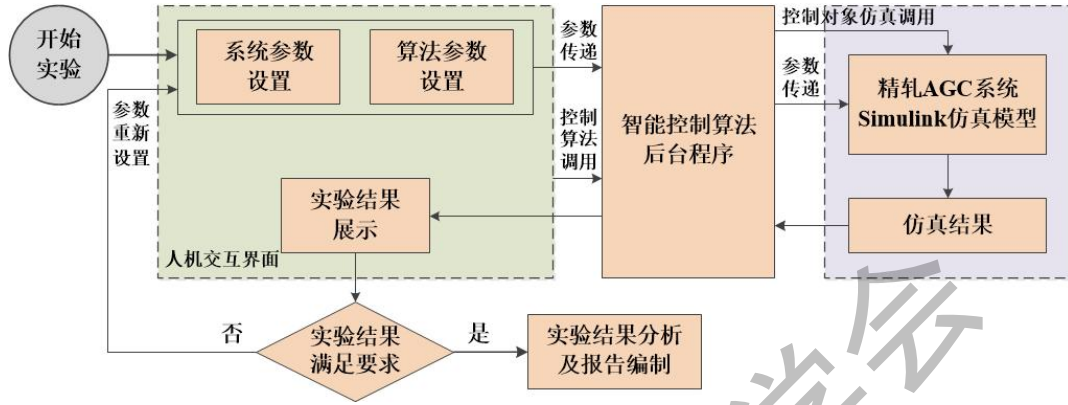 开始
实验
系统参数
设置
算法参数
设置
参数
传递
控制对象仿真调用
参数
传递
精轧AGC系统
Simulink仿真模型
智能控制算法
后台程序
参数
重新
设置
控制
算法
调用
实验结果
展示
仿真结果
人机交互界面
否
实验结果
满足要求
是
实验结果分析
及报告编制
学会